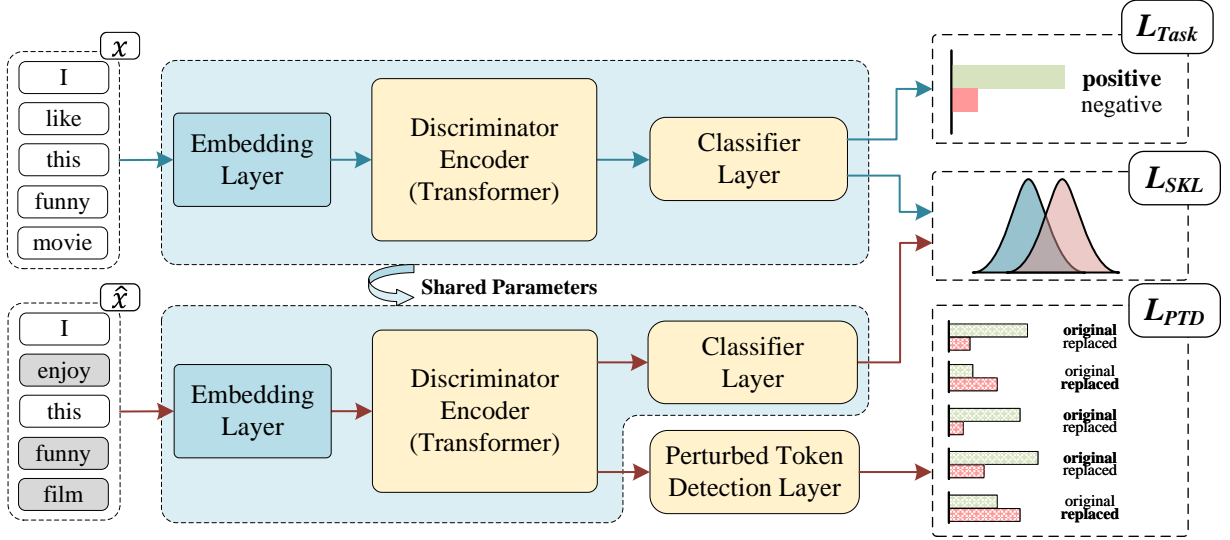 x
I
like
this
funny
movie
Embedding
Layer
Discriminator
Encoder
(Transformer)
Classifier
Layer
L_Task
positive
negative
L_SKL
Shared Parameters
x̂
I
enjoy
this
funny
film
Embedding
Layer
Discriminator
Encoder
(Transformer)
Classifier
Layer
Perturbed Token
Detection Layer
L_PTD
original
replaced
original
replaced
original
replaced
original
replaced
original
replaced